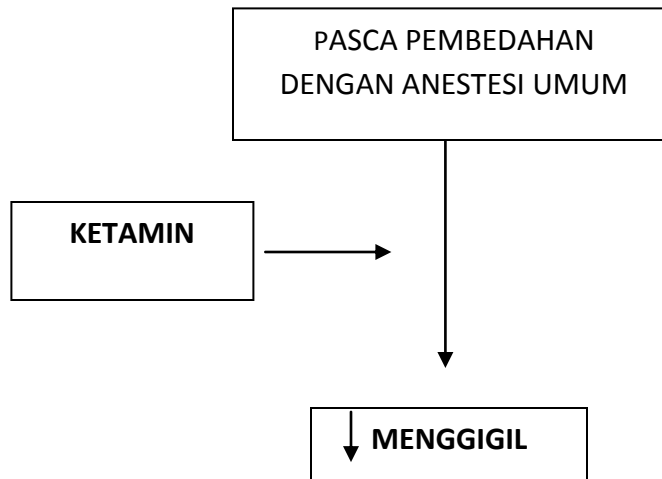 PASCA PEMBEDAHAN
DENGAN ANESTESI UMUM
KETAMIN
MENGGIGIL